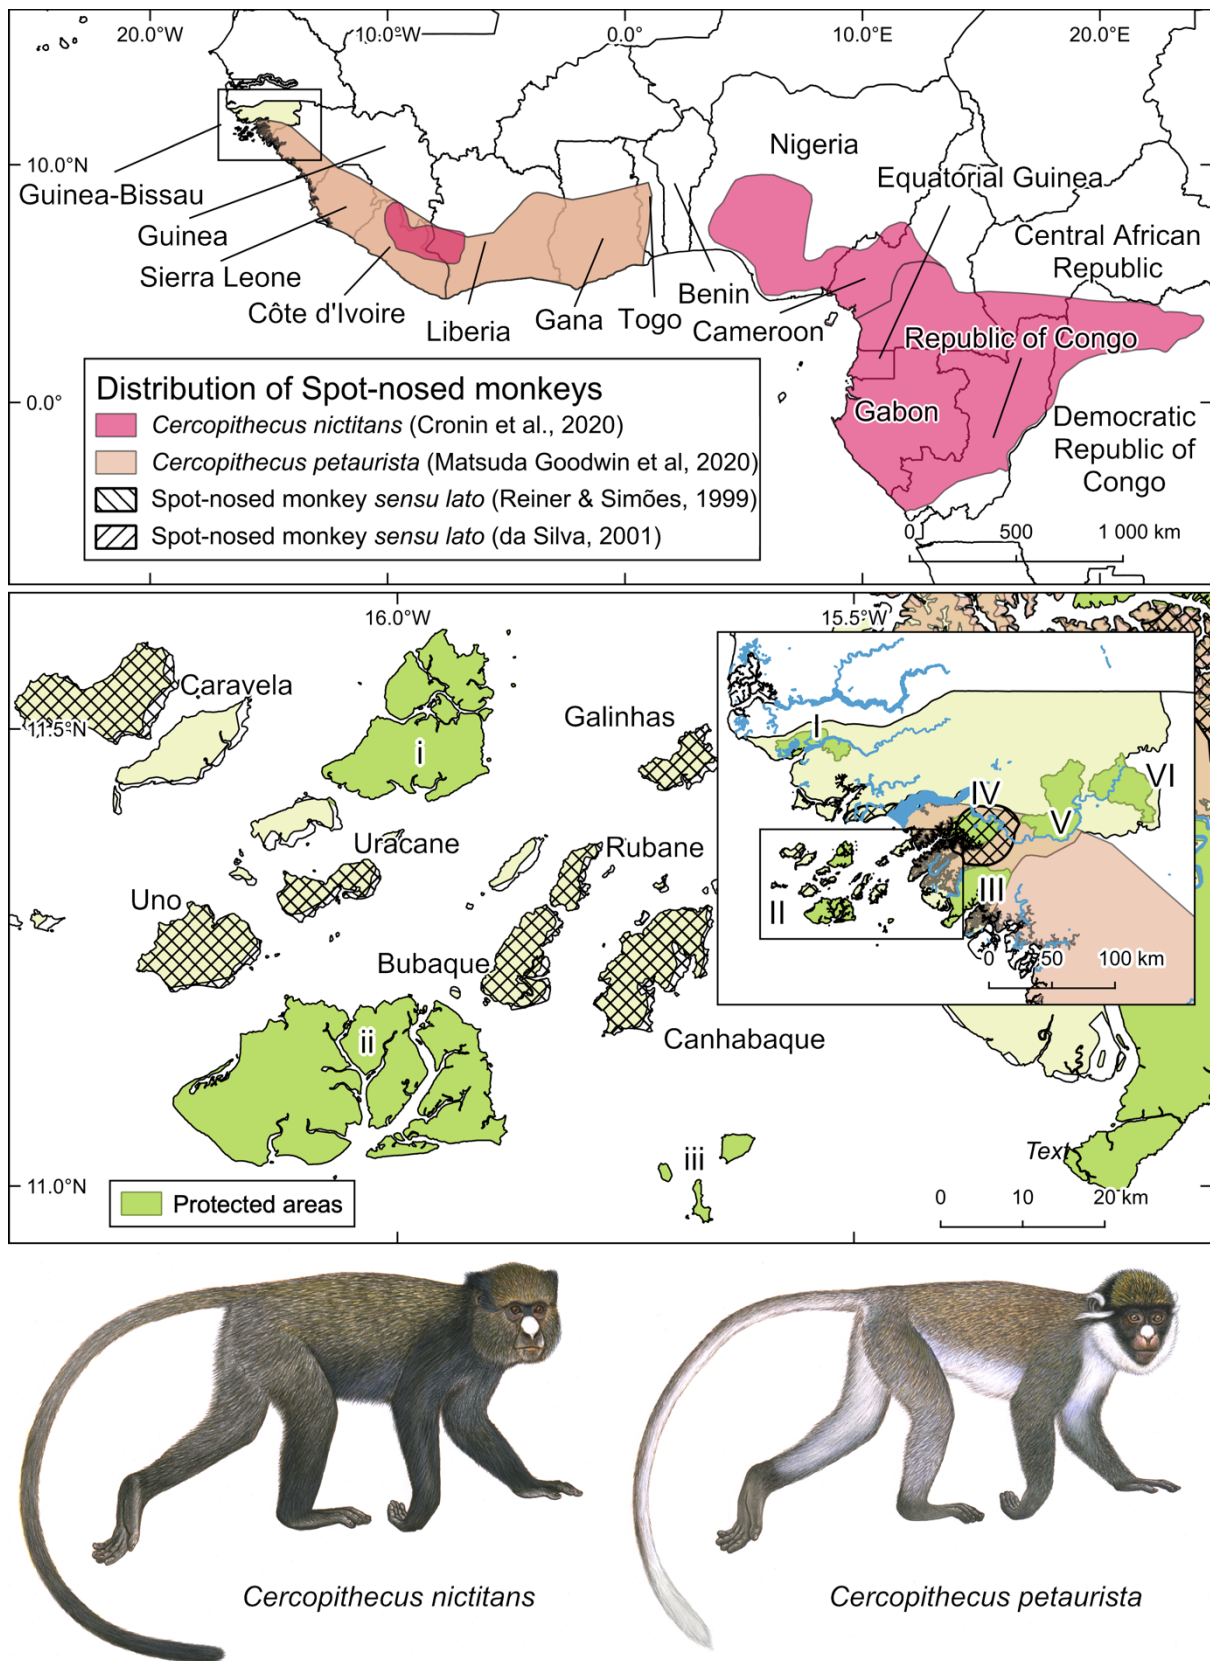 20.0°W
10.0°W
0.0°
10.0°E
20.0°E
10.0°N
Nigeria
Equatorial Guinea
Guinea-Bissau
Guinea
Sierra Leone
Côte d'Ivoire
Liberia
Gana
Togo
Benin
Cameroon
Central African
Republic
Republic of Congo
Gabon
Democratic
Republic of
Congo
0.0°
Distribution of Spot-nosed monkeys
Cercopithecus nictitans (Cronin et al., 2020)
Cercopithecus petaurista (Matsuda Goodwin et al, 2020)
Spot-nosed monkey sensu lato (Reiner & Simões, 1999)
Spot-nosed monkey sensu lato (da Silva, 2001)
0 500 1 000 km
16.0°W
15.5°W
11.5°N
Caravela
i
Galinhas
Uracane
Rubane
Uno
Bubaque
Canhabaque
ii
iii
I
IV
VI
V
II
III
0 50 100 km
Text
11.0°N
Protected areas
0 10 20 km
Cercopithecus nictitans
Cercopithecus petaurista